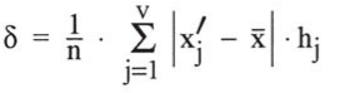 δ = 1/n · Σ_{j=1}^{v} |x′_j − x̄| · h_j